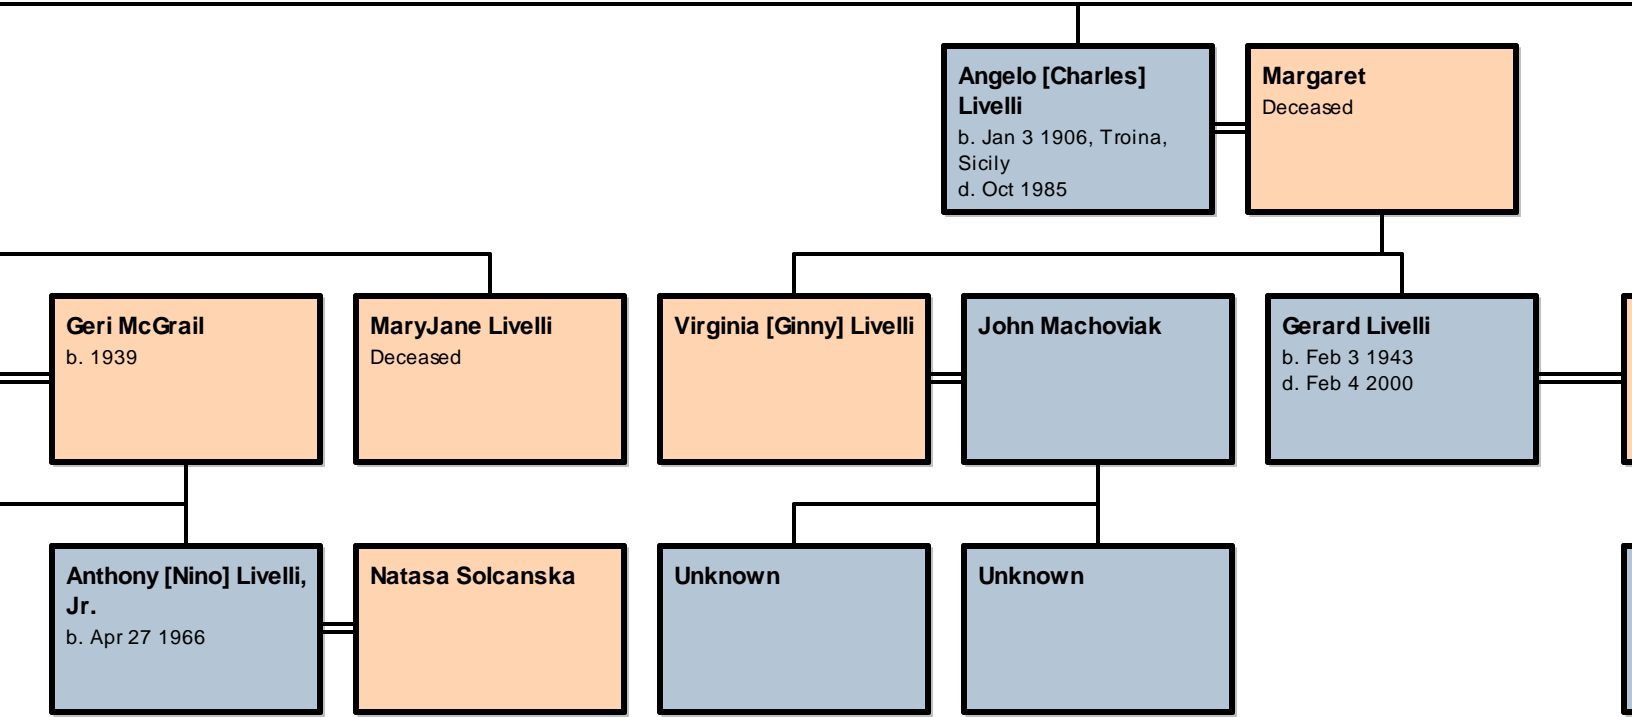 Angelo [Charles]
Livelli
b. Jan 3 1906, Troina,
Sicily
d. Oct 1985
Margaret
Deceased
Geri McGrail
b. 1939
MaryJane Livelli
Deceased
Virginia [Ginny] Livelli
John Machoviak
Gerard Livelli
b. Feb 3 1943
d. Feb 4 2000
Anthony [Nino] Livelli,
Jr.
b. Apr 27 1966
Natasa Solcanska
Unknown
Unknown